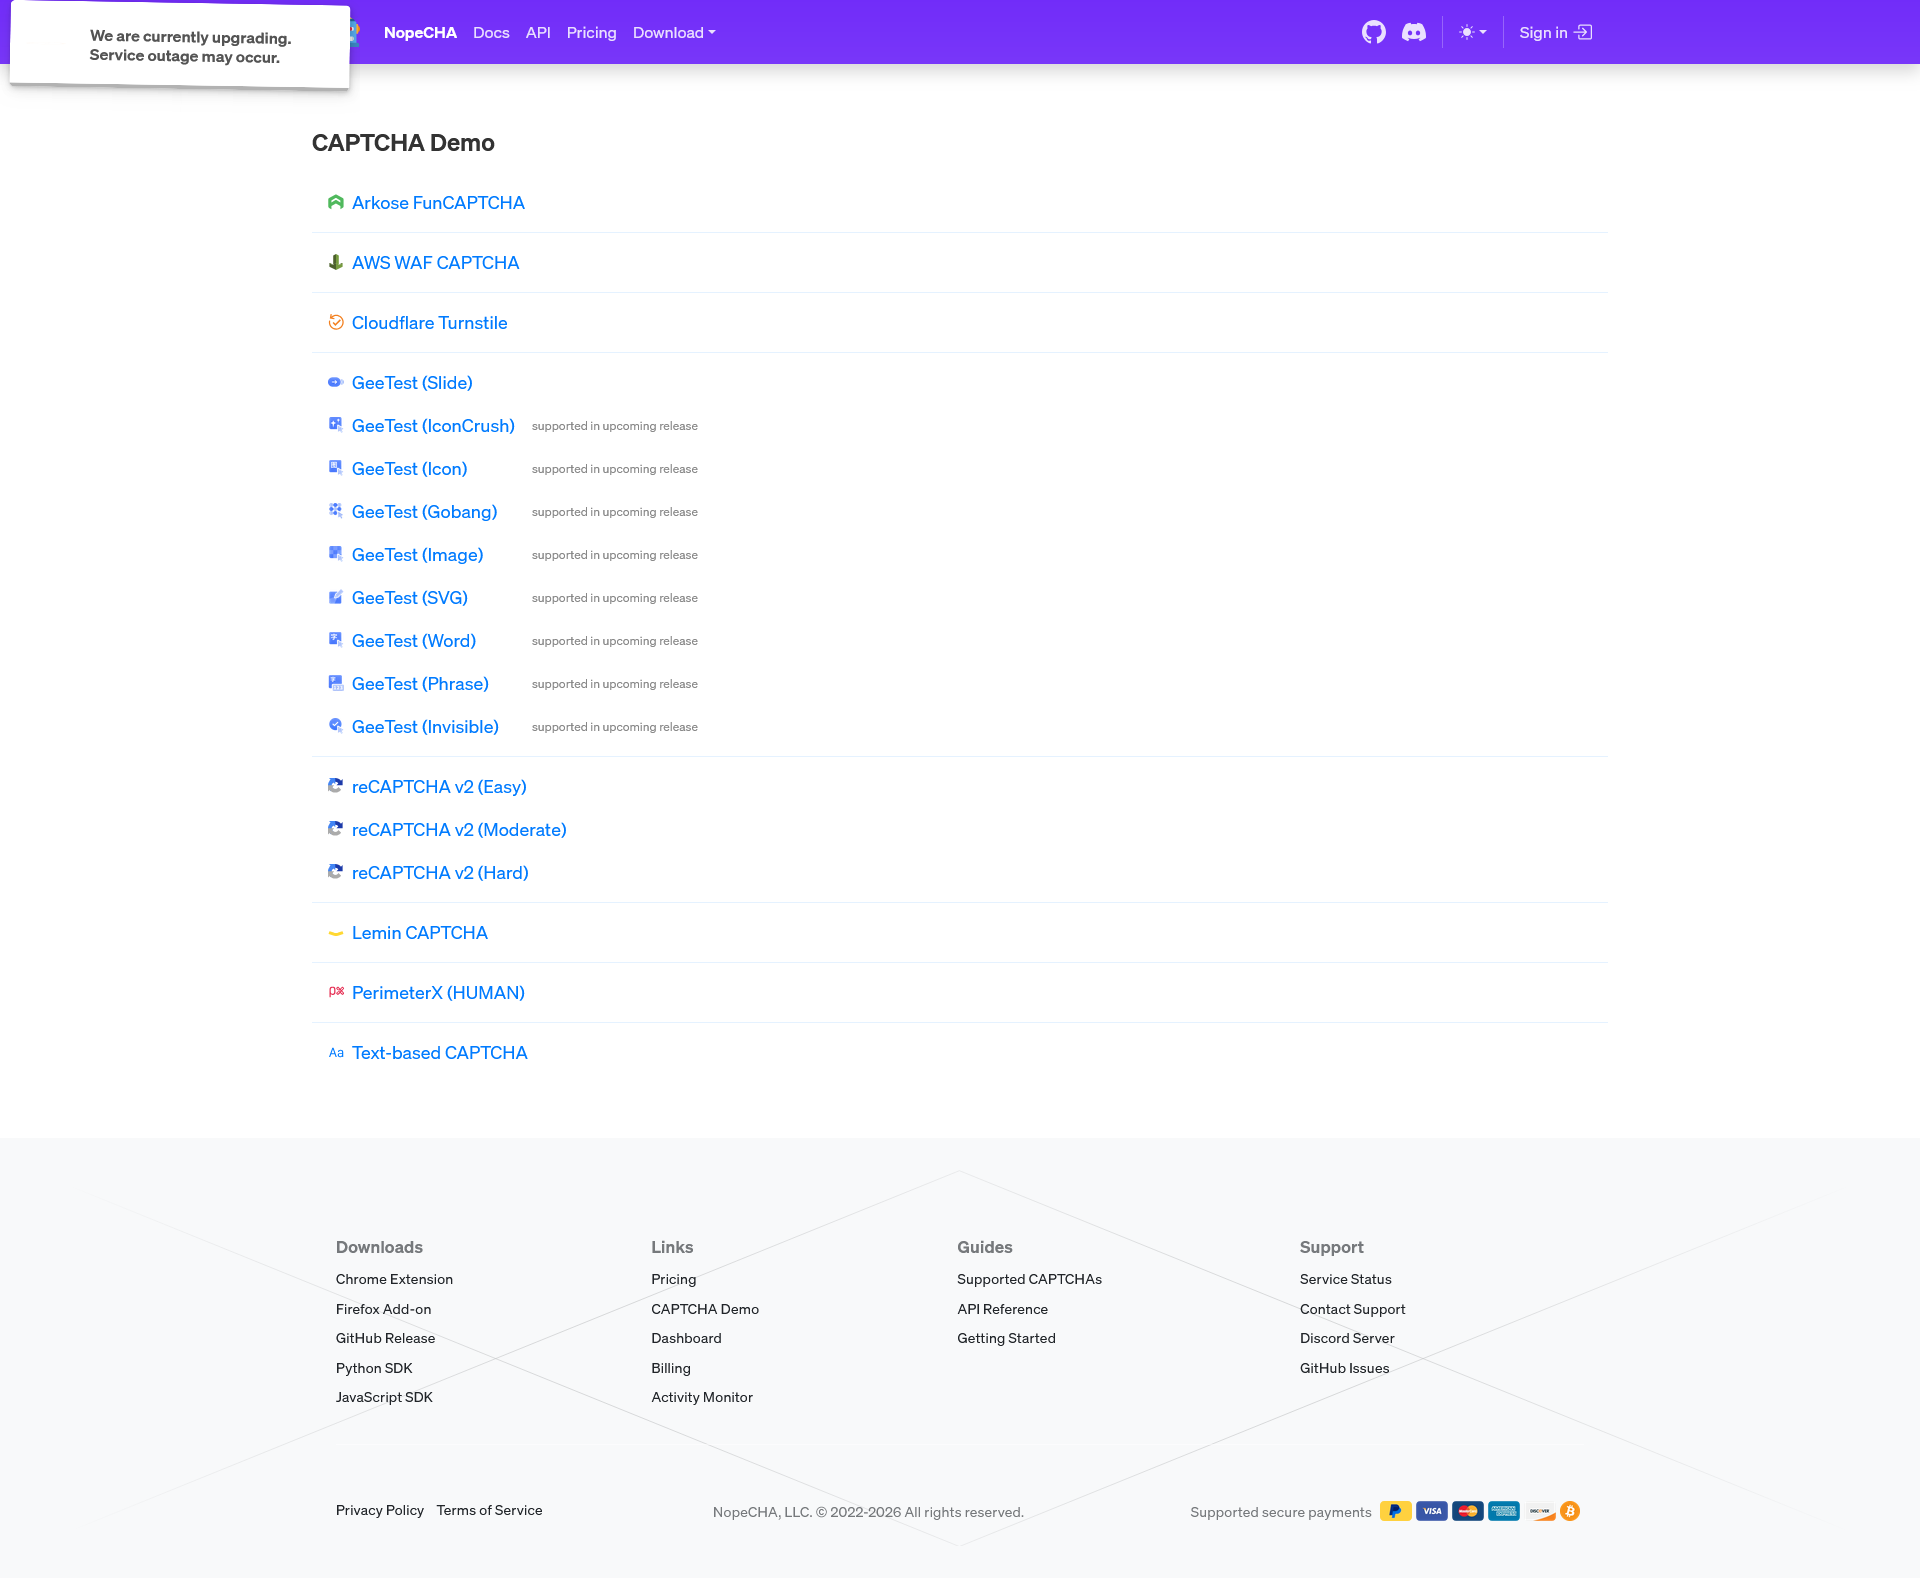 We are currently upgrading.
Service outage may occur.
NopeCHA Docs API Pricing Download Sign in
CAPTCHA Demo
Arkose FunCAPTCHA
AWS WAF CAPTCHA
Cloudflare Turnstile
GeeTest (Slide)
GeeTest (IconCrush) supported in upcoming release
GeeTest (Icon) supported in upcoming release
GeeTest (Gobang) supported in upcoming release
GeeTest (Image) supported in upcoming release
GeeTest (SVG) supported in upcoming release
GeeTest (Word) supported in upcoming release
GeeTest (Phrase) supported in upcoming release
GeeTest (Invisible) supported in upcoming release
reCAPTCHA v2 (Easy)
reCAPTCHA v2 (Moderate)
reCAPTCHA v2 (Hard)
Lemin CAPTCHA
PerimeterX (HUMAN)
Aa Text-based CAPTCHA
Downloads
Chrome Extension
Firefox Add-on
GitHub Release
Python SDK
JavaScript SDK
Links
Pricing
CAPTCHA Demo
Dashboard
Billing
Activity Monitor
Guides
Supported CAPTCHAs
API Reference
Getting Started
Support
Service Status
Contact Support
Discord Server
GitHub Issues
Privacy Policy Terms of Service
NopeCHA, LLC. © 2022-2026 All rights reserved.
Supported secure payments VISA DISCOVER